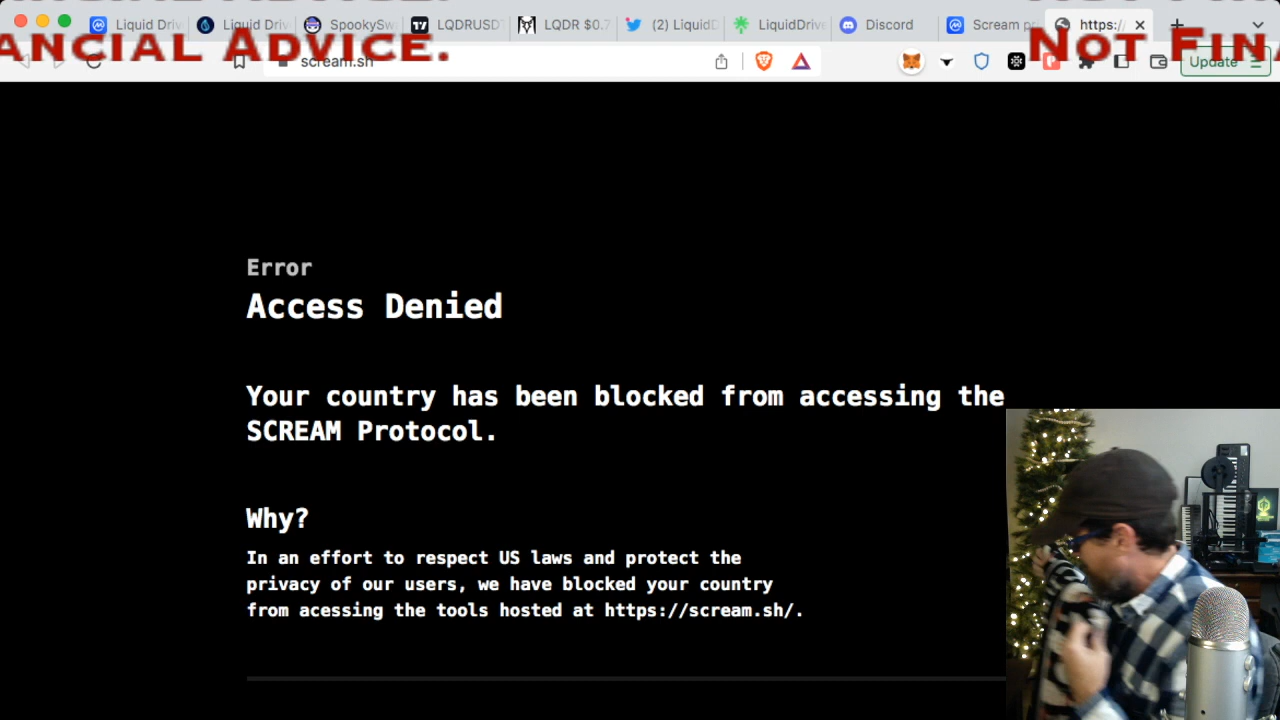 Liquid Driv
Liquid Driv
SpookySw
LQDRUSDT
LQDR $0.7
(2) LiquidD
LiquidDrive
Discord
Scream pr
https:/
ANCIAL ADVICE.
NOT FINA
scream.sh
Update
Error
Access Denied
Your country has been blocked from accessing the
SCREAM Protocol.
Why?
In an effort to respect US laws and protect the
privacy of our users, we have blocked your country
from acessing the tools hosted at https://scream.sh/.